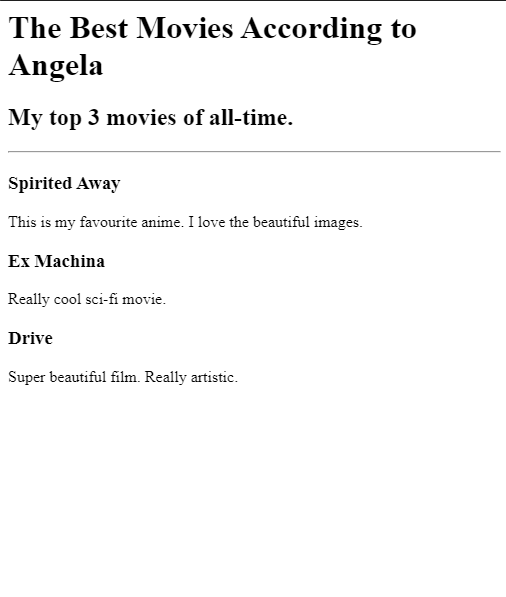 The Best Movies According to
Angela
My top 3 movies of all-time.
Spirited Away
This is my favourite anime. I love the beautiful images.
Ex Machina
Really cool sci-fi movie.
Drive
Super beautiful film. Really artistic.